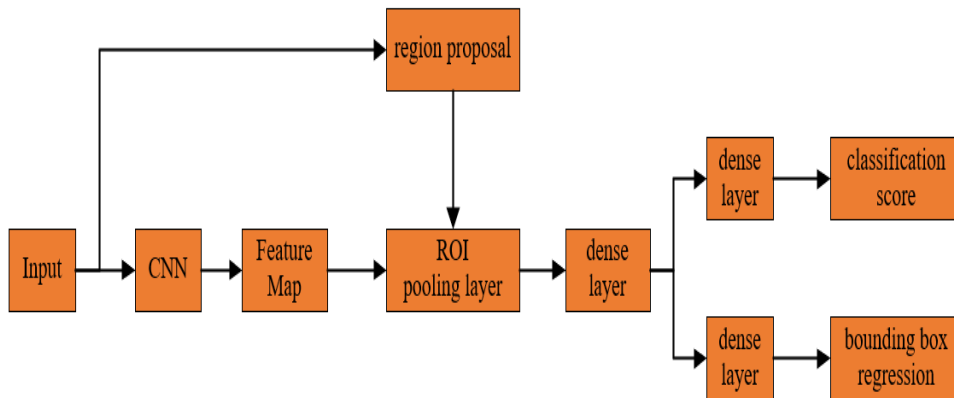 region proposal
dense
layer
classification
score
Input
CNN
Feature
Map
ROI
pooling layer
dense
layer
dense
layer
bounding box
regression